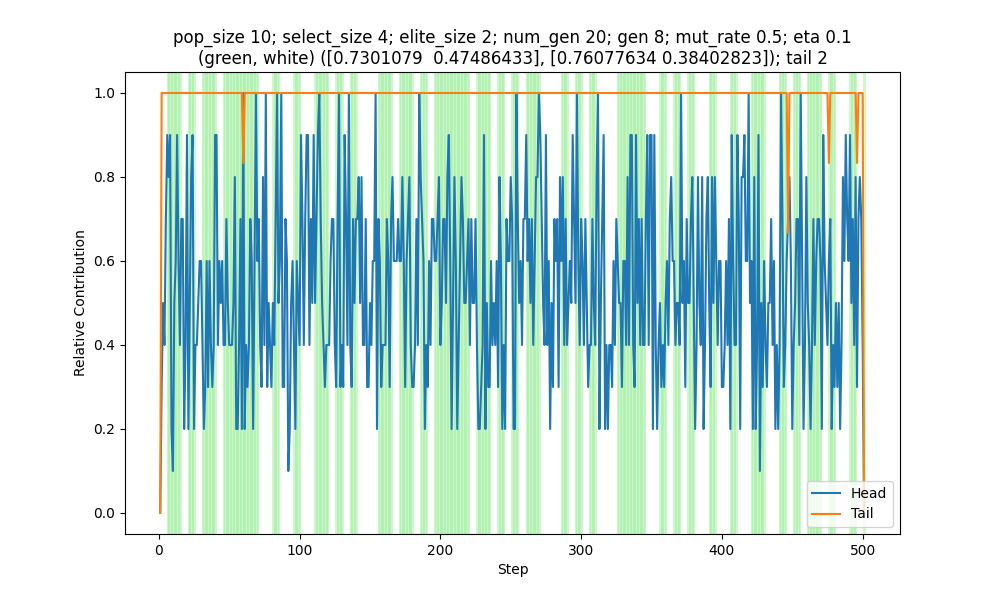 pop_size 10; select_size 4; elite_size 2; num_gen 20; gen 8; mut_rate 0.5; eta 0.1
(green, white) ([0.7301079  0.47486433], [0.76077634 0.38402823]); tail 2
1.0
0.8
0.6
0.4
0.2
0.0
Relative Contribution
Head
Tail
0
100
200
300
400
500
Step